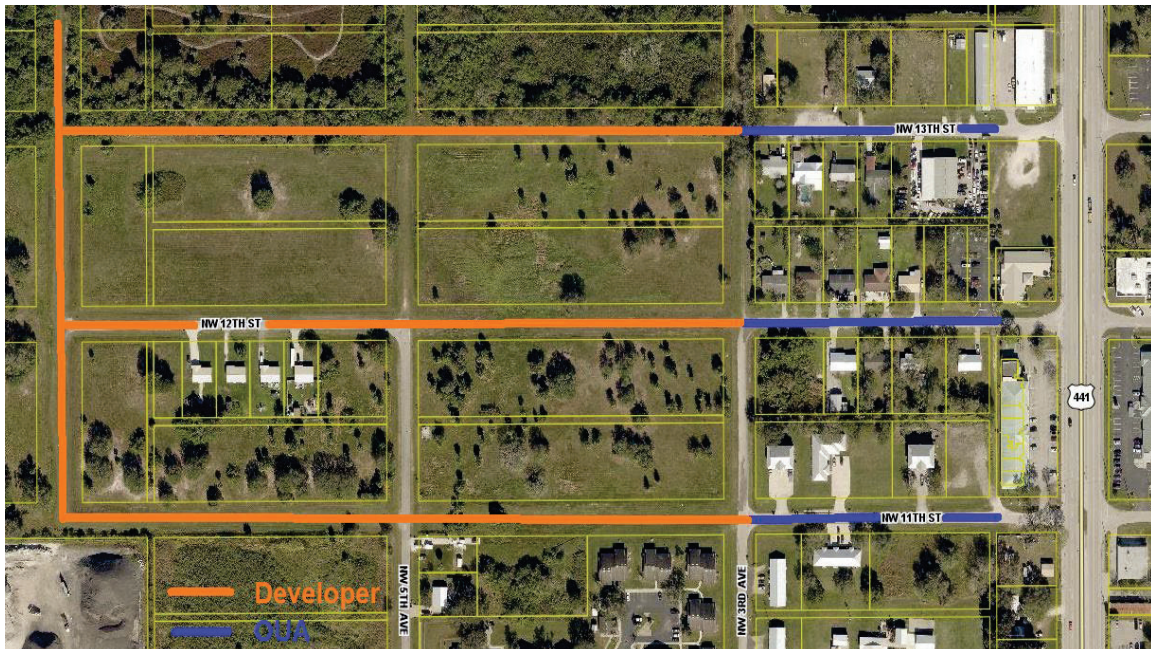 NW 13TH ST
NW 12TH ST
441
NW 11TH ST
NW 5TH AVE
NW 3RD AVE
Developer
OUA